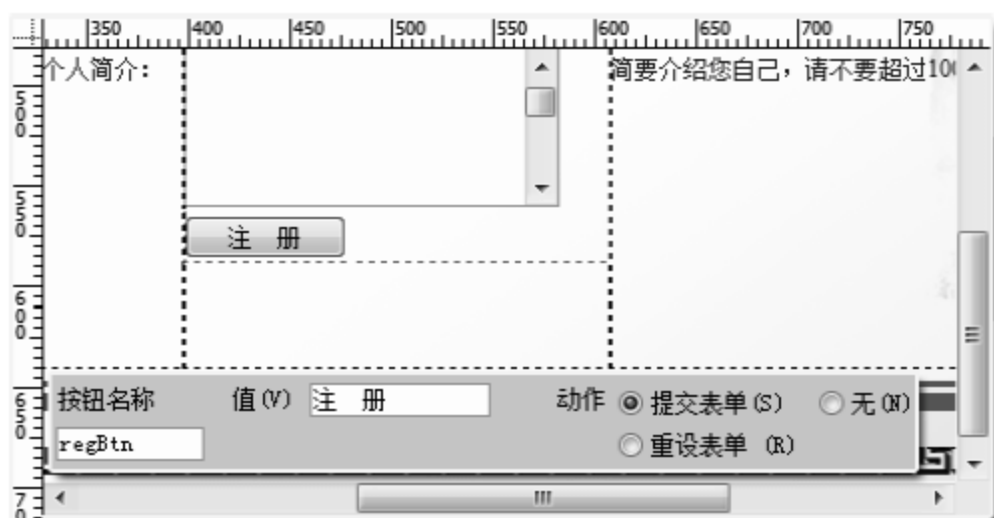 350 400 450 500 550 600 650 700 750
个人简介： 简要介绍您自己，请不要超过100
500
550
注 册
600
650
按钮名称 值(V) 注 册 动作 提交表单(S) 无(N)
regBtn 重设表单 (R)